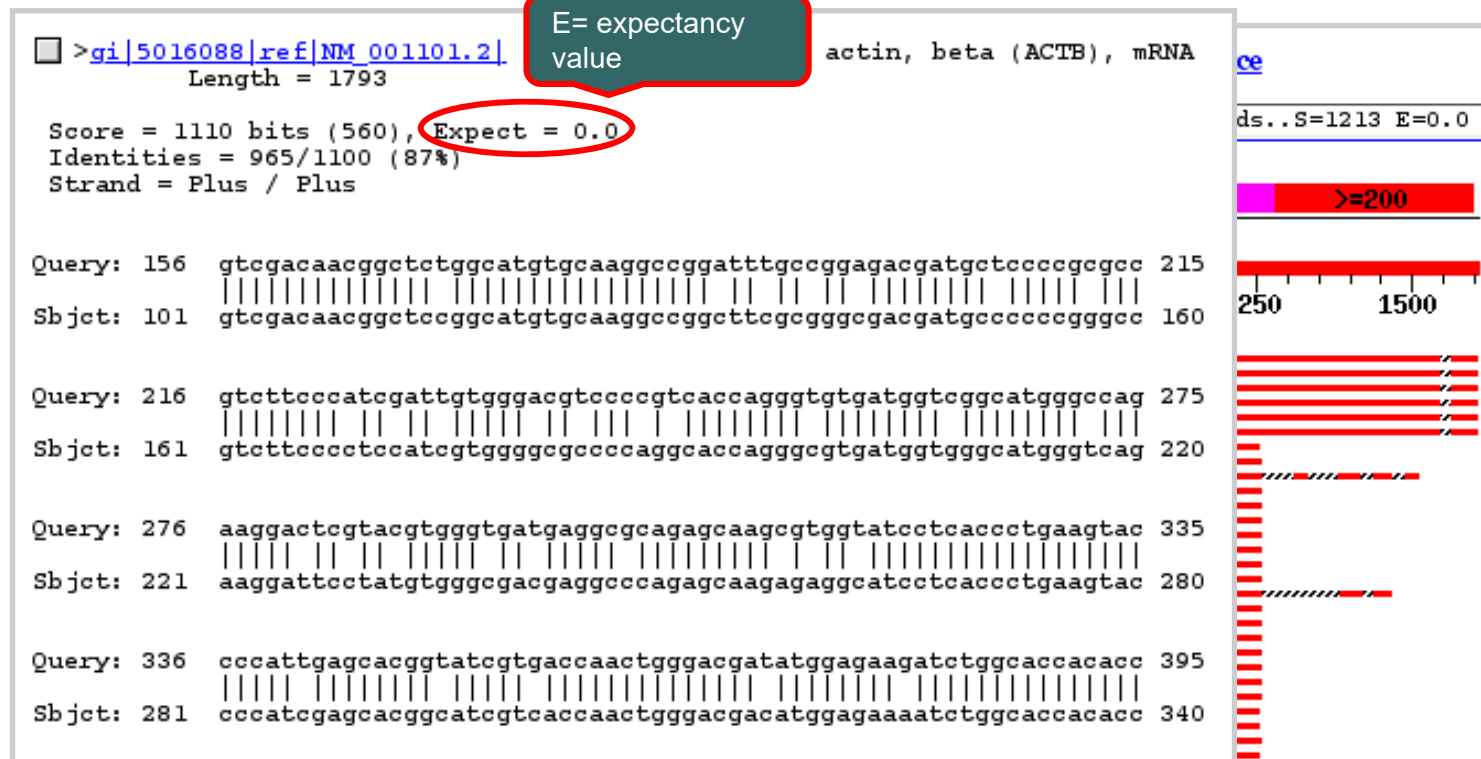 E= expectancy
value
>gi|5016088|ref|NM_001101.2| actin, beta (ACTB), mRNA
Length = 1793
Score = 1110 bits (560), Expect = 0.0
Identities = 965/1100 (87%)
Strand = Plus / Plus
Query: 156 gtcgacaacggctctggcatgtgcaaggccggatttgccggagacgatgctccccgcgcc 215
Sbjct: 101 gtcgacaacggctccggcatgtgcaaggccggcttcgcgggcgacgatgccccccgggcc 160
Query: 216 gtcttcccatcgattgtgggacgtccccgtcaccagggtgtgatggtcggcatgggccag 275
Sbjct: 161 gtcttcccctccatcgtggggcgccccaggcaccagggcgtgatggtgggcatgggtcag 220
Query: 276 aaggactcgtacgtgggtgatgaggcgcagagcaagcgtggtatcctcaccctgaagtac 335
Sbjct: 221 aaggattcctatgtgggcgacgaggcccagagcaagagaggcatcctcaccctgaagtac 280
Query: 336 cccattgagcacggtatcgtgaccaactgggacgatatggagaagatctggcaccacacc 395
Sbjct: 281 cccatcgagcacggcatcgtcaccaactgggacgacatggagaaaatctggcaccacacc 340
ce
ds..S=1213 E=0.0
>=200
250 1500